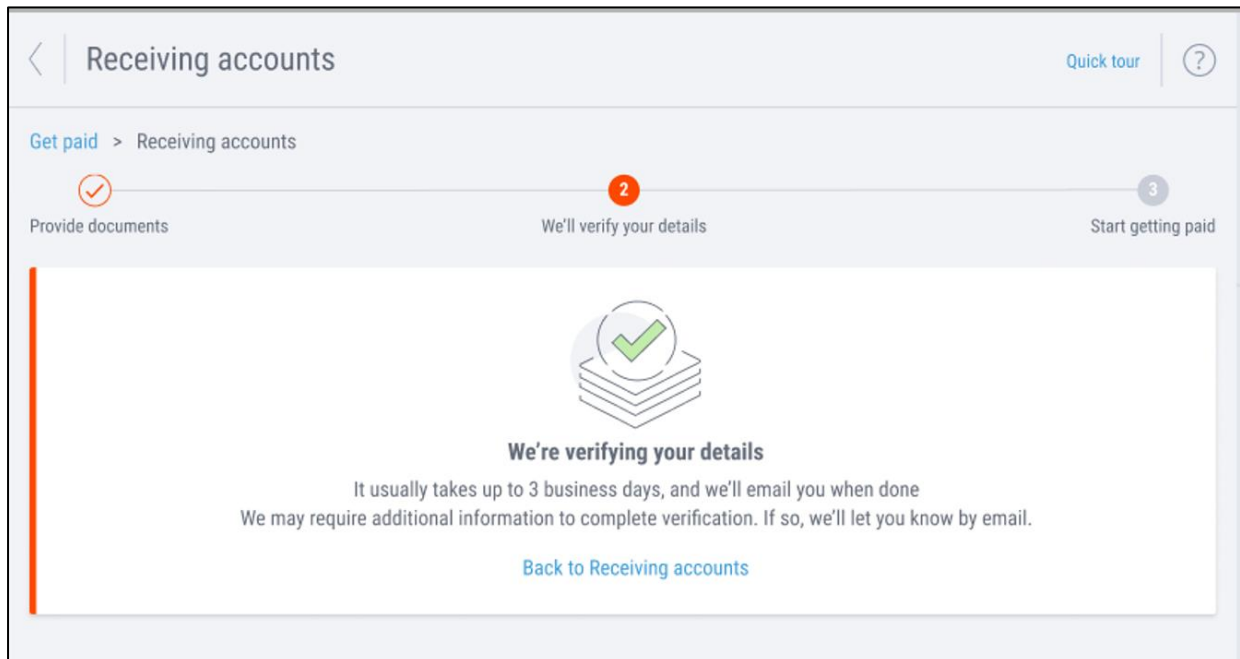 Receiving accounts
Quick tour
?
Get paid > Receiving accounts
2
3
Provide documents
We'll verify your details
Start getting paid
We're verifying your details
It usually takes up to 3 business days, and we'll email you when done
We may require additional information to complete verification. If so, we'll let you know by email.
Back to Receiving accounts